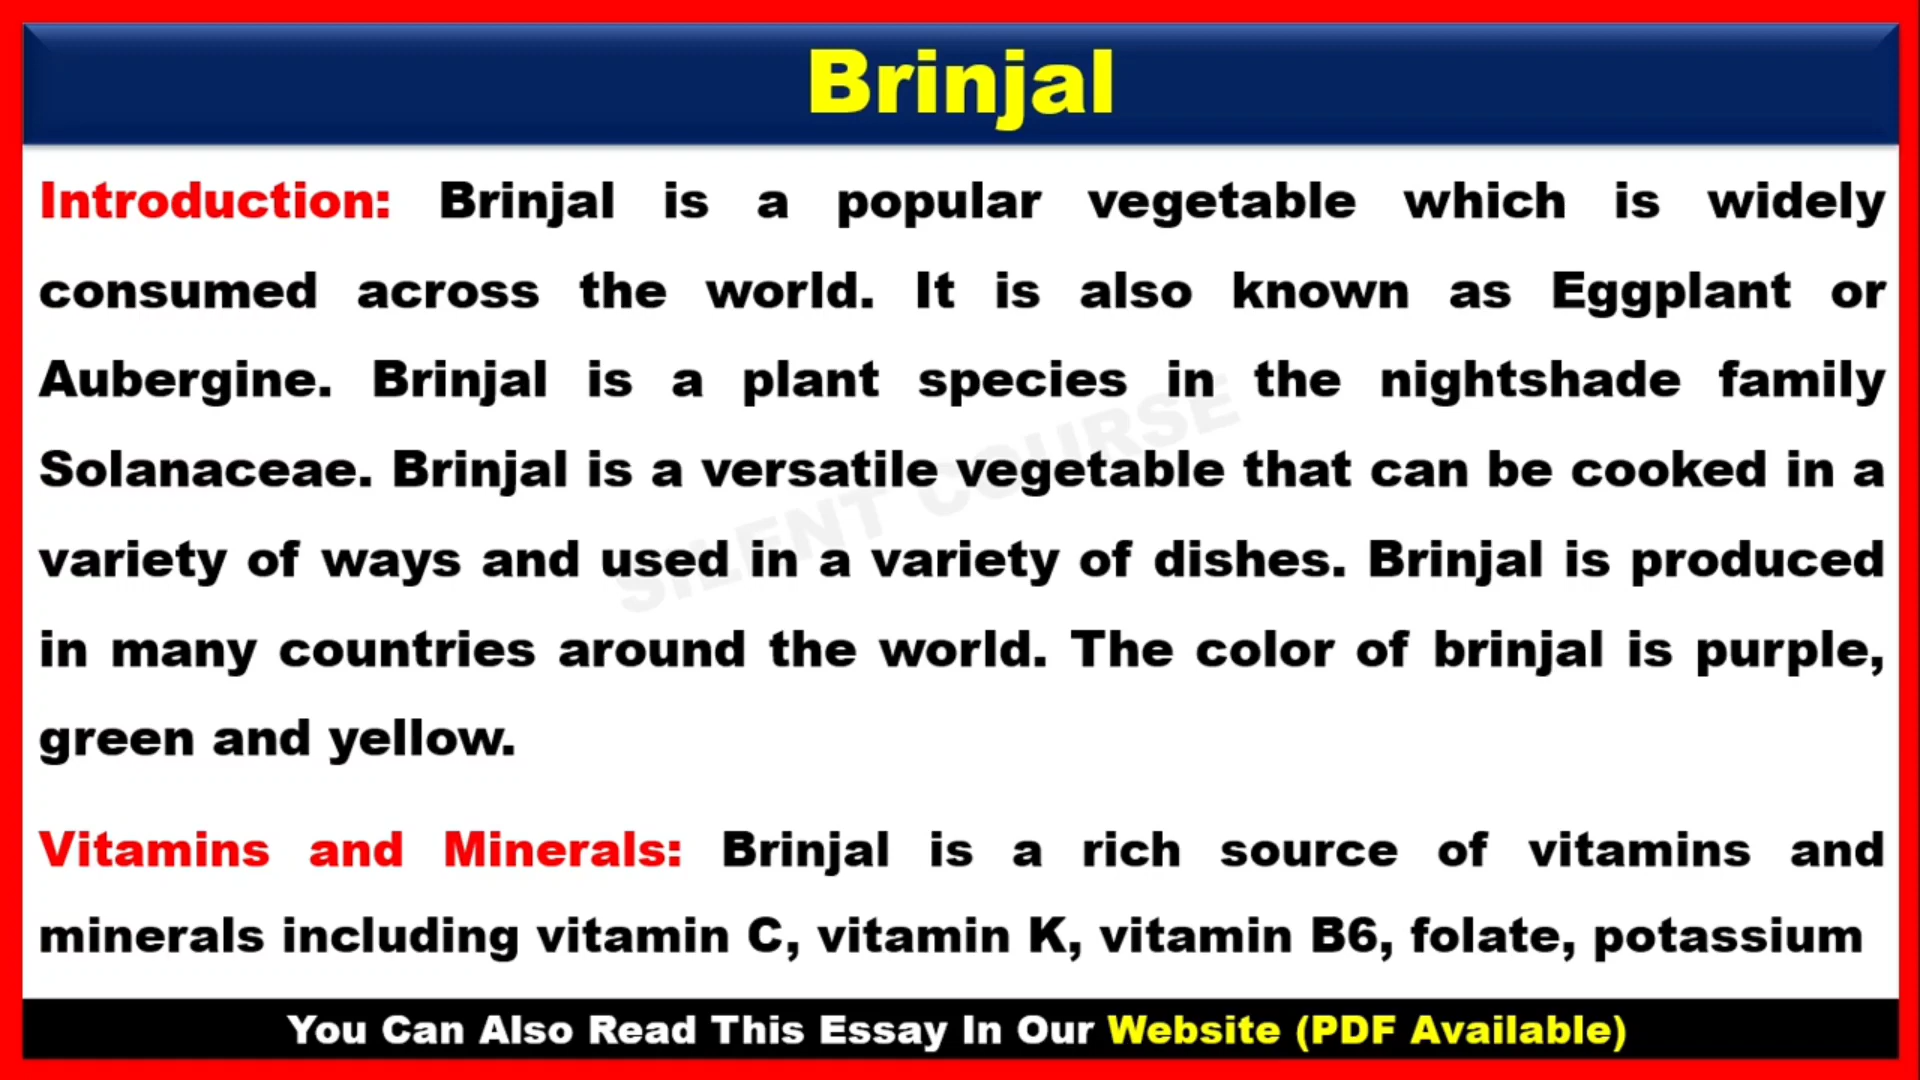 Brinjal
Introduction: Brinjal is a popular vegetable which is widely
consumed across the world. It is also known as Eggplant or
Aubergine. Brinjal is a plant species in the nightshade family
Solanaceae. Brinjal is a versatile vegetable that can be cooked in a
variety of ways and used in a variety of dishes. Brinjal is produced
in many countries around the world. The color of brinjal is purple,
green and yellow.
SILENT COURSE
Vitamins and Minerals: Brinjal is a rich source of vitamins and
minerals including vitamin C, vitamin K, vitamin B6, folate, potassium
You Can Also Read This Essay In Our Website (PDF Available)